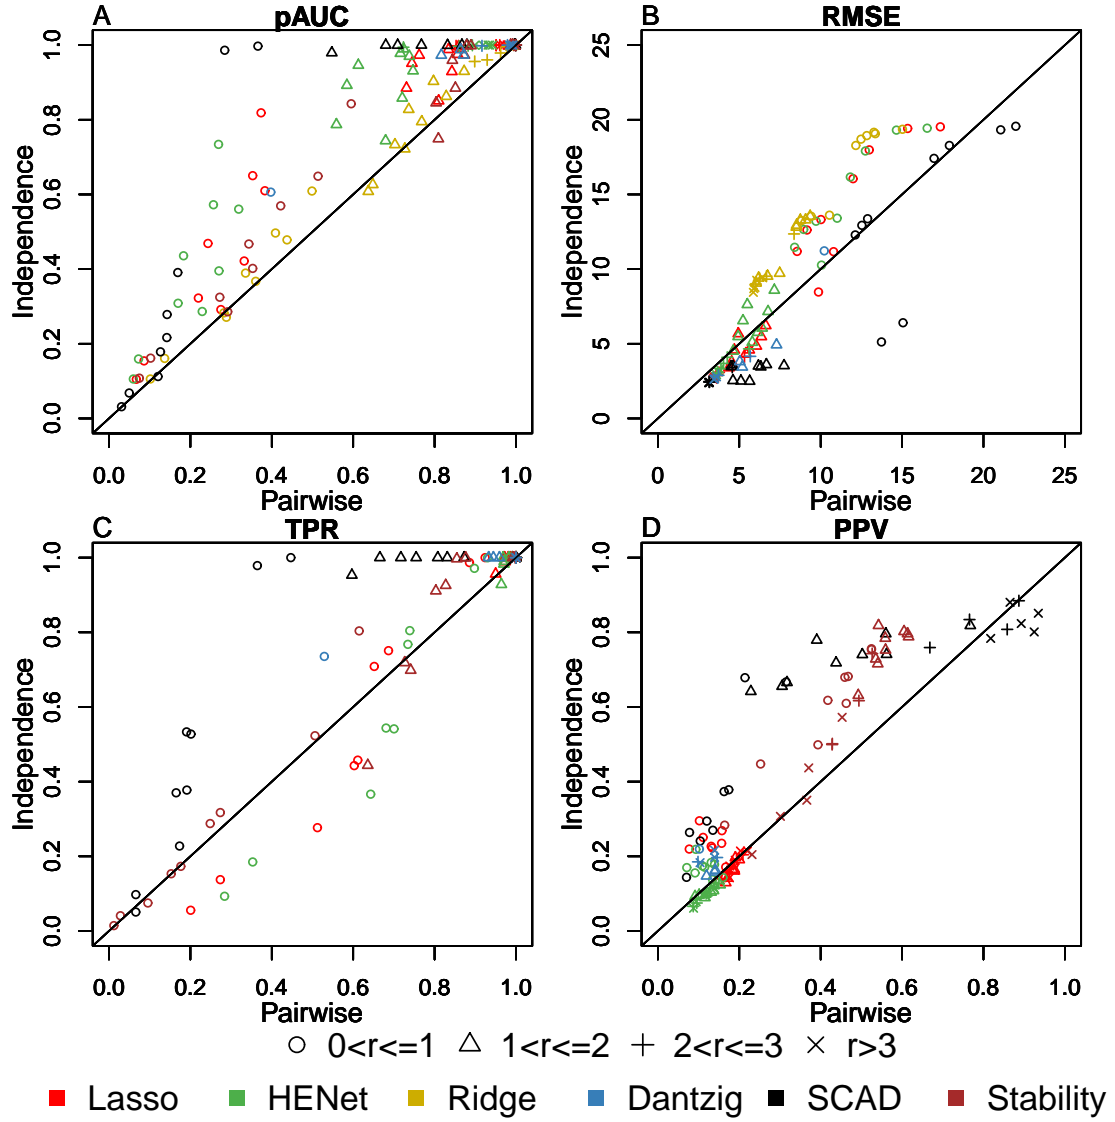 A pAUC
1.0
0.8
0.6
0.4
0.2
0.0
Independence
0.0 0.2 0.4 0.6 0.8 1.0
Pairwise
B RMSE
25
20
15
10
5
0
Independence
0 5 10 15 20 25
Pairwise
C TPR
1.0
0.8
0.6
0.4
0.2
0.0
Independence
0.0 0.2 0.4 0.6 0.8 1.0
Pairwise
D PPV
1.0
0.8
0.6
0.4
0.2
0.0
Independence
0.0 0.2 0.4 0.6 0.8 1.0
Pairwise
0<r<=1 1<r<=2 2<r<=3 r>3
Lasso HENet Ridge Dantzig SCAD Stability